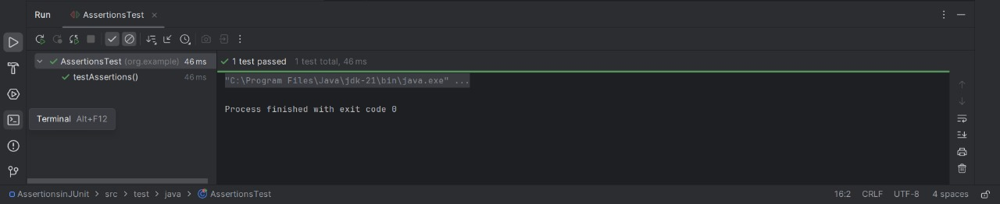 Run AssertionsTest
AssertionsTest (org.example) 46 ms
1 test passed 1 test total, 46 ms
testAssertions() 46 ms
"C:\Program Files\Java\jdk-21\bin\java.exe" ...
Process finished with exit code 0
Terminal Alt+F12
AssertionsinJUnit > src > test > java > AssertionsTest
16:2 CRLF UTF-8 4 spaces